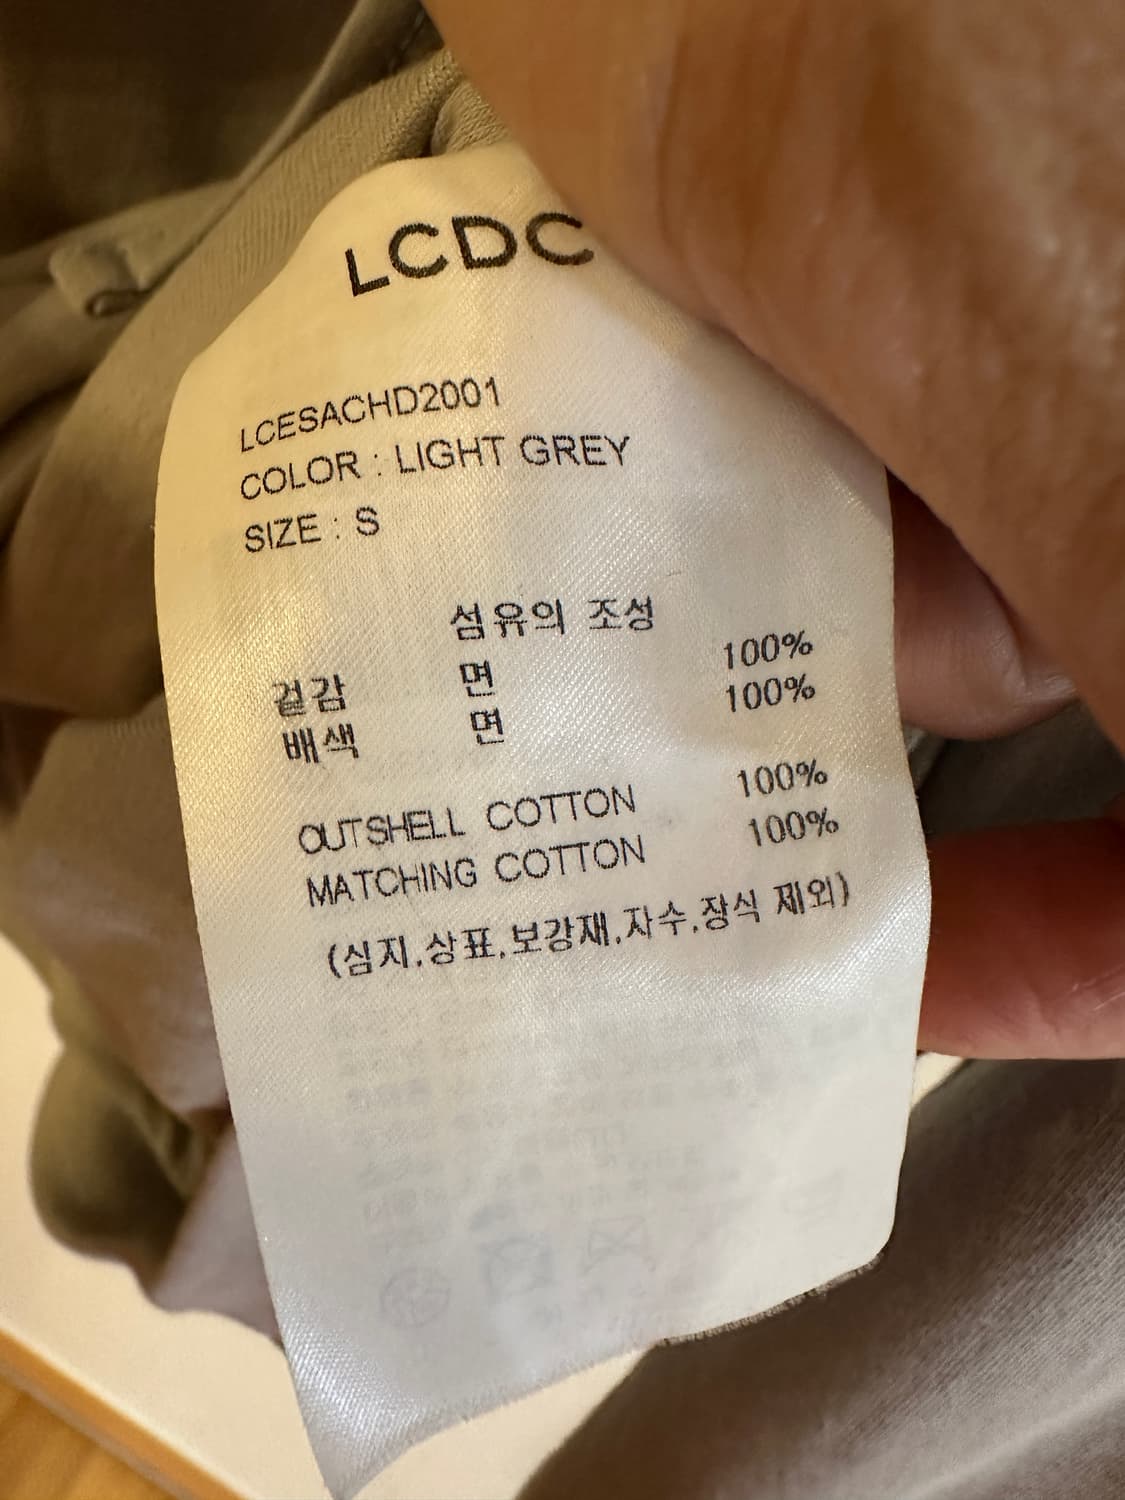 LCDC
LCESACHD2001
COLOR : LIGHT GREY
SIZE : S
섬유의 조성
겉감 면 100%
배색 면 100%
OUTSHELL COTTON 100%
MATCHING COTTON 100%
(심지,상표,보강재,자수,장식 제외)